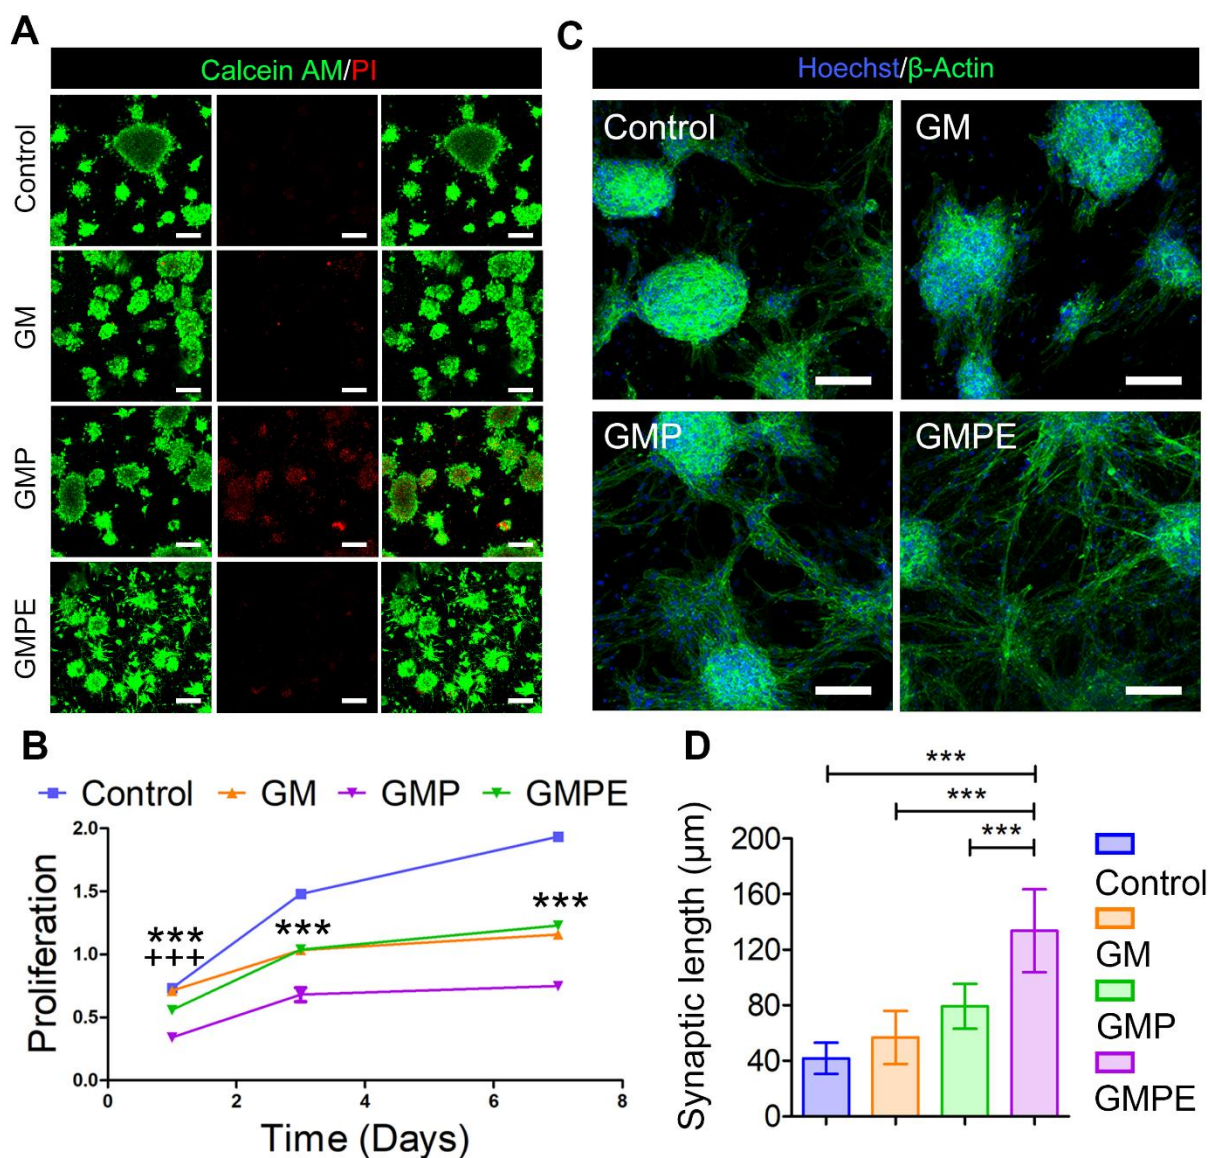 A
Calcein AM/PI
Control
GM
GMP
GMPE
C
Hoechst/β-Actin
Control
GM
GMP
GMPE
B
Control GM GMP GMPE
Proliferation
2.0
1.5
1.0
0.5
0.0
***
+++
***
***
0 2 4 6 8
Time (Days)
D
***
***
***
Synaptic length (μm)
200
160
120
80
40
0
Control
GM
GMP
GMPE